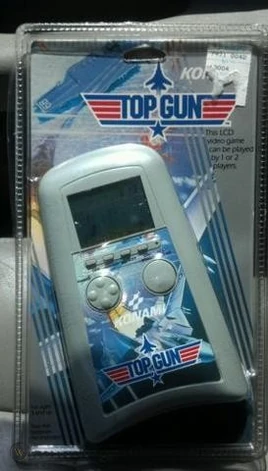 KON
TOP GUN
This LCD
video game
can be played
by 1 or 2
players.
KONAMI
TOP GUN